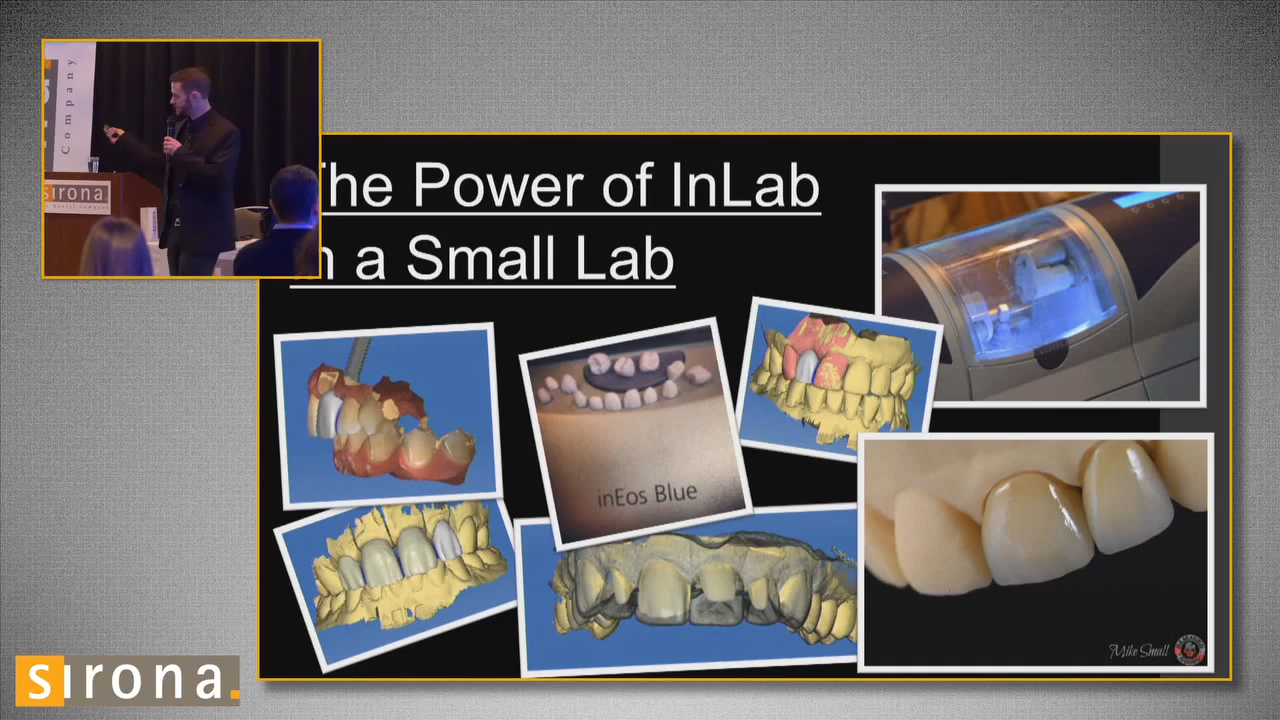 Company
sirona.
The Power of InLab
in a Small Lab
inEos Blue
Mike Small
sirona.